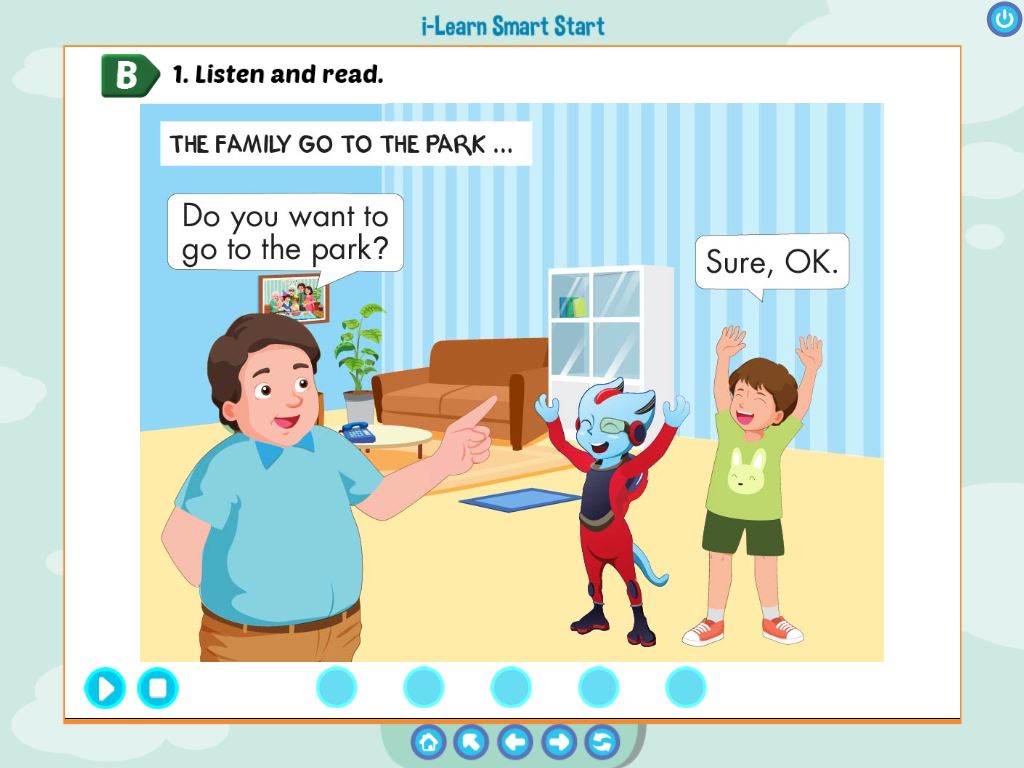 i-Learn Smart Start
B 1. Listen and read.
THE FAMILY GO TO THE PARK ...
Do you want to
go to the park?
Sure, OK.